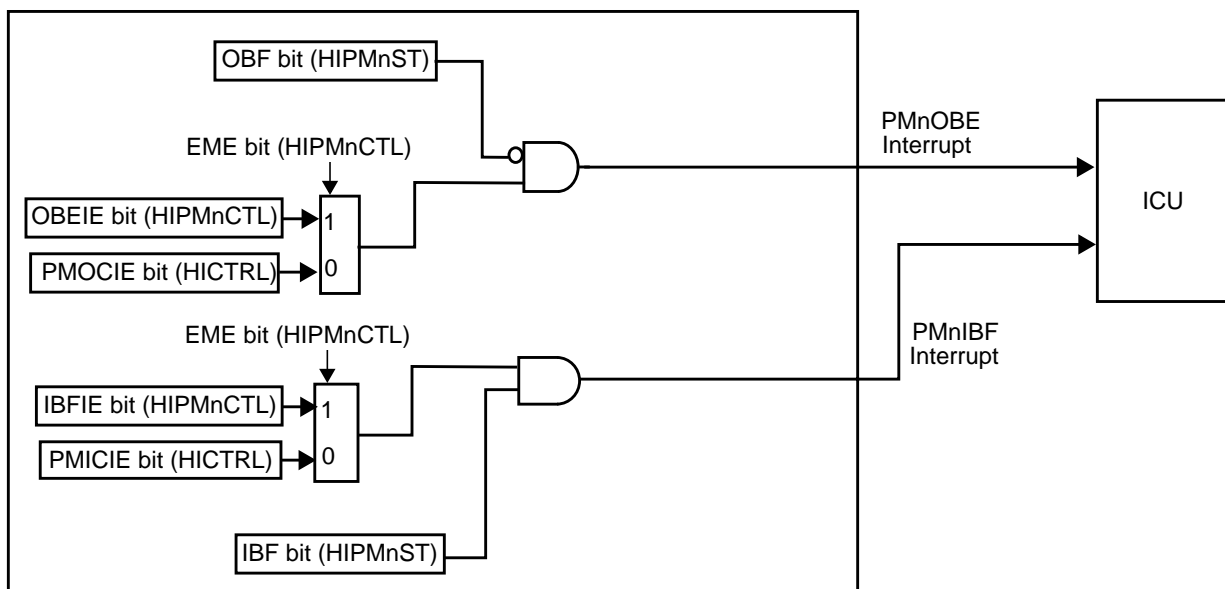 OBF bit (HIPMnST)
EME bit (HIPMnCTL)
OBEIE bit (HIPMnCTL)
1
PMOCIE bit (HICTRL)
0
PMnOBE
Interrupt
ICU
EME bit (HIPMnCTL)
IBFIE bit (HIPMnCTL)
1
PMICIE bit (HICTRL)
0
PMnIBF
Interrupt
IBF bit (HIPMnST)